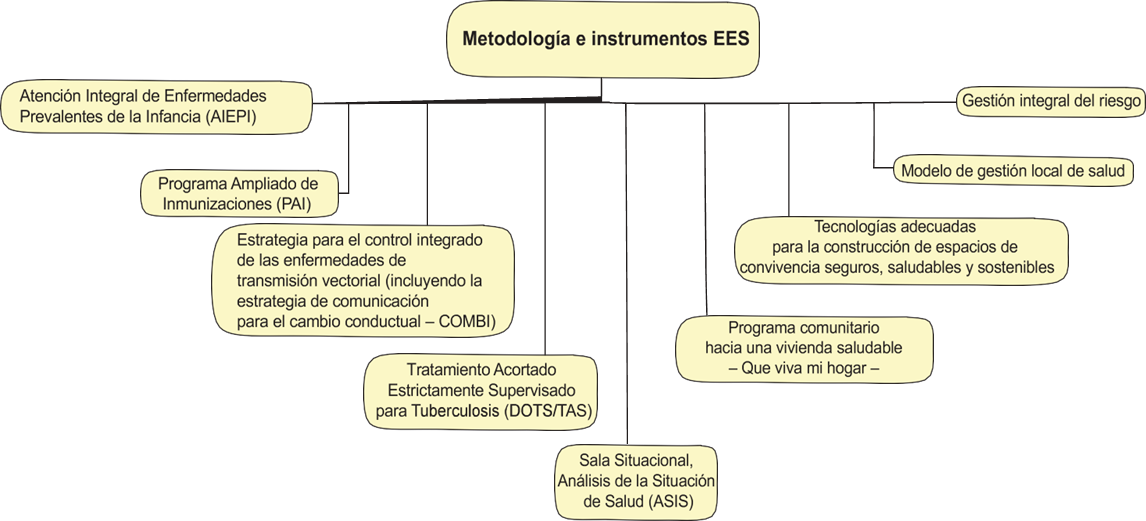 Metodología e instrumentos EES
Atención Integral de Enfermedades
Prevalentes de la Infancia (AIEPI)
Gestión integral del riesgo
Programa Ampliado de
Inmunizaciones (PAI)
Modelo de gestión local de salud
Estrategia para el control integrado
de las enfermedades de
transmisión vectorial (incluyendo la
estrategia de comunicación
para el cambio conductual – COMBI)
Tecnologías adecuadas
para la construcción de espacios de
convivencia seguros, saludables y sostenibles
Tratamiento Acortado
Estrictamente Supervisado
para Tuberculosis (DOTS/TAS)
Programa comunitario
hacia una vivienda saludable
– Que viva mi hogar –
Sala Situacional,
Análisis de la Situación
de Salud (ASIS)